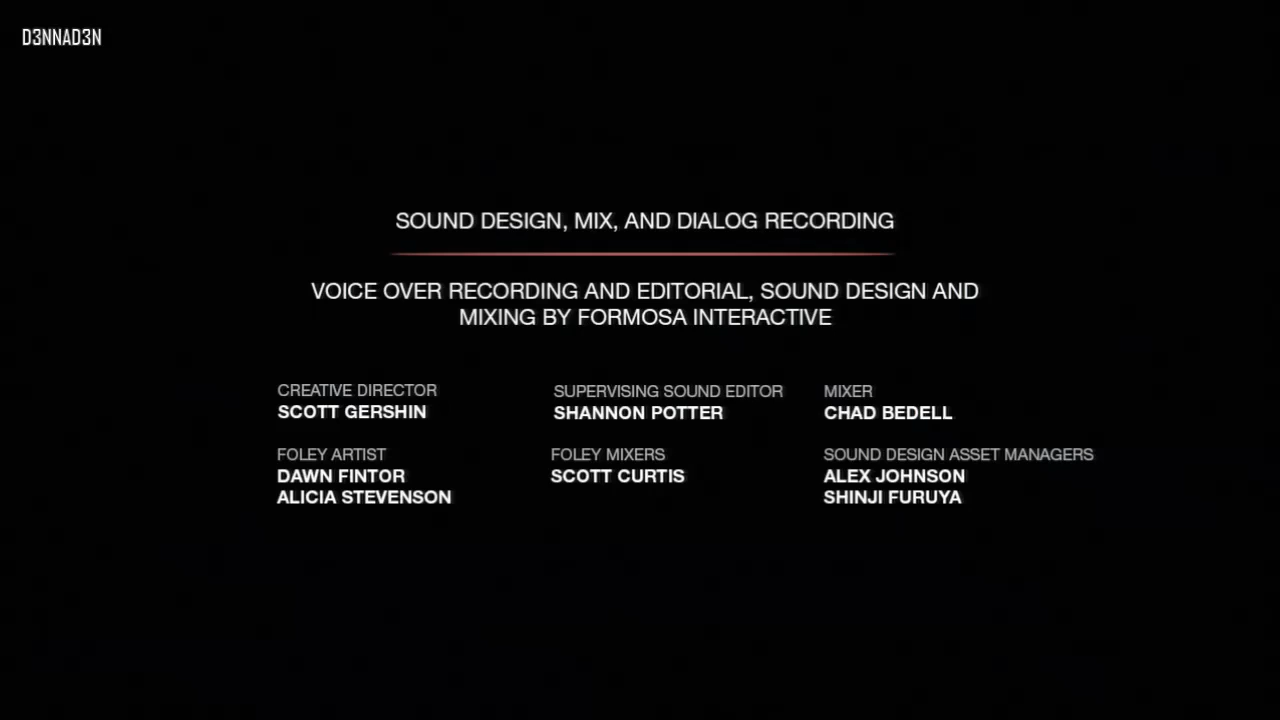 D3NNAD3N
SOUND DESIGN, MIX, AND DIALOG RECORDING
VOICE OVER RECORDING AND EDITORIAL, SOUND DESIGN AND
MIXING BY FORMOSA INTERACTIVE
CREATIVE DIRECTOR
SCOTT GERSHIN
SUPERVISING SOUND EDITOR
SHANNON POTTER
MIXER
CHAD BEDELL
FOLEY ARTIST
DAWN FINTOR
ALICIA STEVENSON
FOLEY MIXERS
SCOTT CURTIS
SOUND DESIGN ASSET MANAGERS
ALEX JOHNSON
SHINJI FURUYA